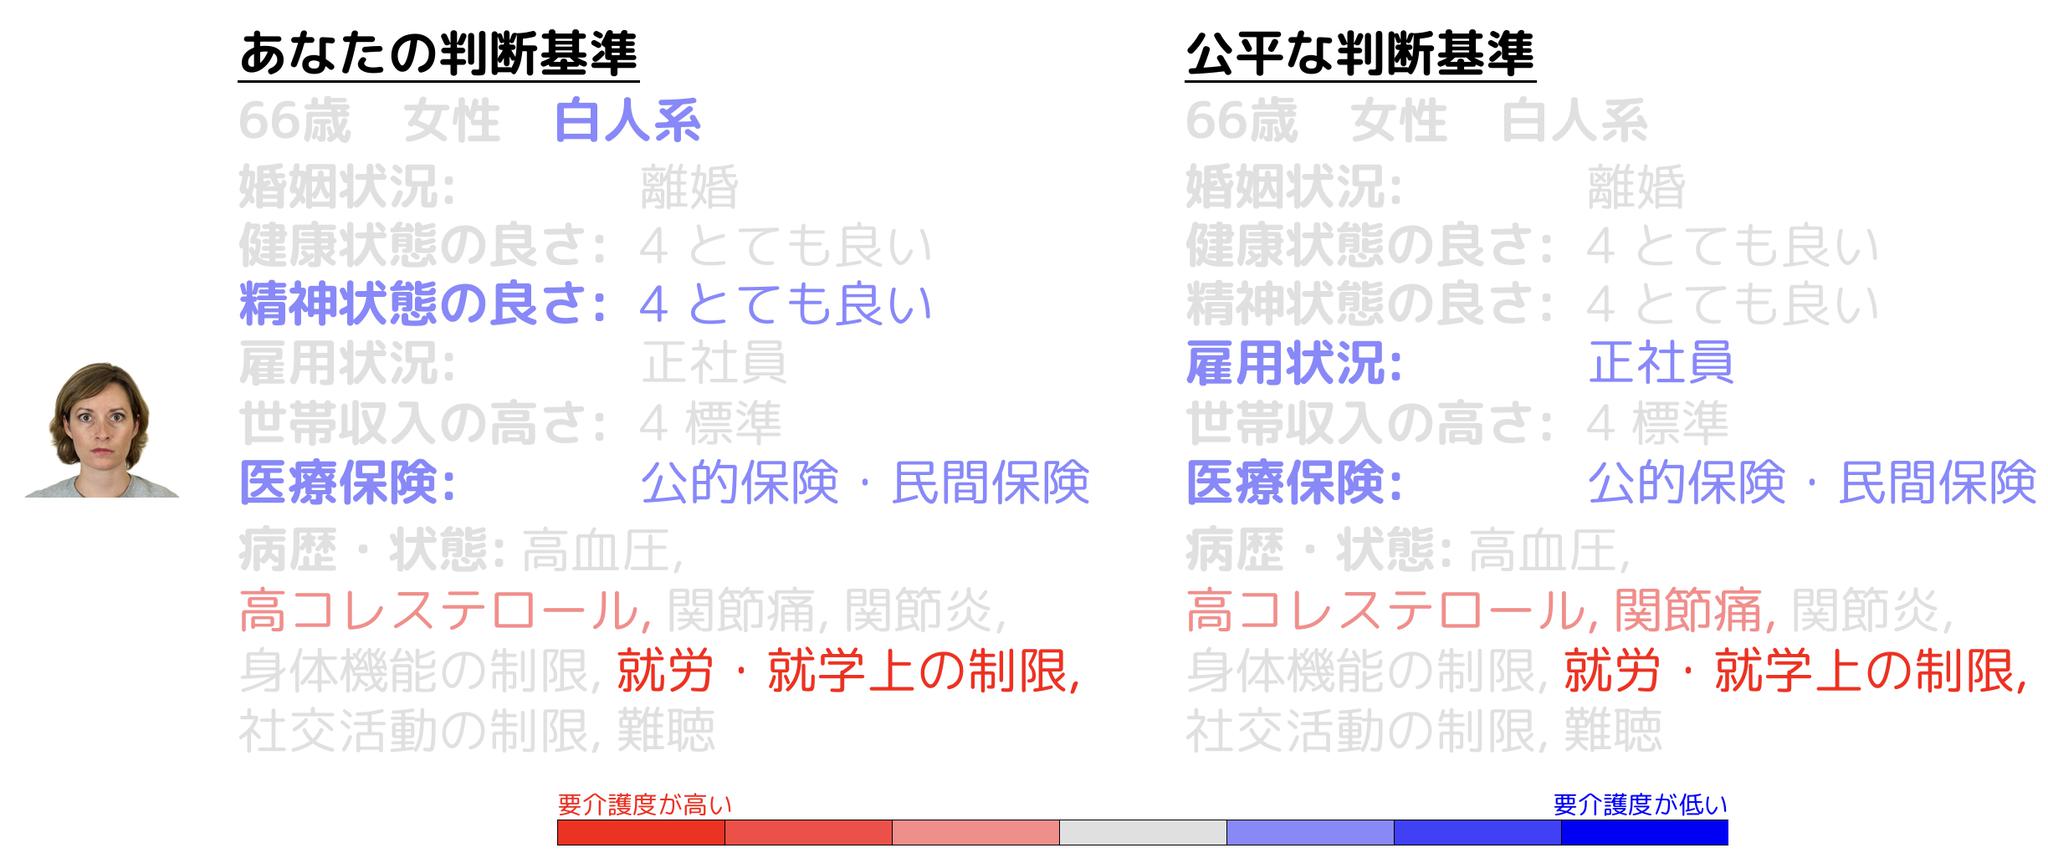 あなたの判断基準
66歳　女性　白人系
婚姻状況: 離婚
健康状態の良さ: 4 とても良い
精神状態の良さ: 4 とても良い
雇用状況: 正社員
世帯収入の高さ: 4 標準
医療保険: 公的保険・民間保険
病歴・状態: 高血圧,
高コレステロール, 関節痛, 関節炎,
身体機能の制限, 就労・就学上の制限,
社交活動の制限, 難聴
公平な判断基準
66歳　女性　白人系
婚姻状況: 離婚
健康状態の良さ: 4 とても良い
精神状態の良さ: 4 とても良い
雇用状況: 正社員
世帯収入の高さ: 4 標準
医療保険: 公的保険・民間保険
病歴・状態: 高血圧,
高コレステロール, 関節痛, 関節炎,
身体機能の制限, 就労・就学上の制限,
社交活動の制限, 難聴
要介護度が高い
要介護度が低い